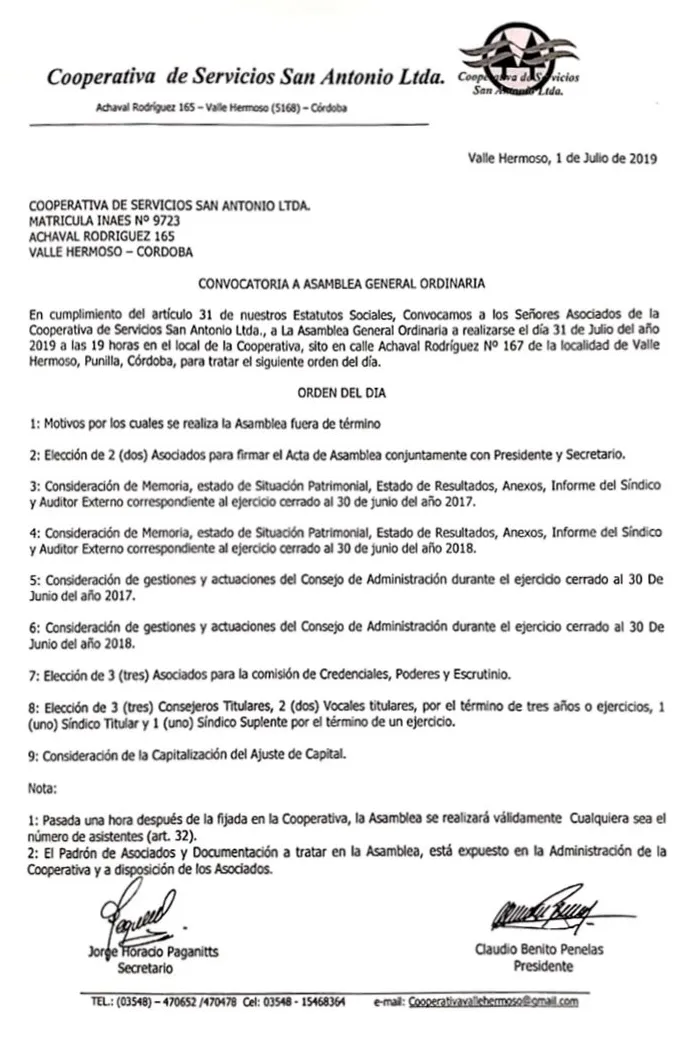 Cooperativa de Servicios San Antonio Ltda.
Cooperativa de Servicios
San Antonio Ltda.
Achaval Rodríguez 165 – Valle Hermoso (5168) – Córdoba
Valle Hermoso, 1 de Julio de 2019
COOPERATIVA DE SERVICIOS SAN ANTONIO LTDA.
MATRICULA INAES Nº 9723
ACHAVAL RODRIGUEZ 165
VALLE HERMOSO – CORDOBA
CONVOCATORIA A ASAMBLEA GENERAL ORDINARIA
En cumplimiento del artículo 31 de nuestros Estatutos Sociales, Convocamos a los Señores Asociados de la
Cooperativa de Servicios San Antonio Ltda., a La Asamblea General Ordinaria a realizarse el día 31 de Julio del año
2019 a las 19 horas en el local de la Cooperativa, sito en calle Achaval Rodríguez Nº 167 de la localidad de Valle
Hermoso, Punilla, Córdoba, para tratar el siguiente orden del día.
ORDEN DEL DIA
1: Motivos por los cuales se realiza la Asamblea fuera de término
2: Elección de 2 (dos) Asociados para firmar el Acta de Asamblea conjuntamente con Presidente y Secretario.
3: Consideración de Memoria, estado de Situación Patrimonial, Estado de Resultados, Anexos, Informe del Síndico
y Auditor Externo correspondiente al ejercicio cerrado al 30 de junio del año 2017.
4: Consideración de Memoria, estado de Situación Patrimonial, Estado de Resultados, Anexos, Informe del Síndico
y Auditor Externo correspondiente al ejercicio cerrado al 30 de junio del año 2018.
5: Consideración de gestiones y actuaciones del Consejo de Administración durante el ejercicio cerrado al 30 De
Junio del año 2017.
6: Consideración de gestiones y actuaciones del Consejo de Administración durante el ejercicio cerrado al 30 De
Junio del año 2018.
7: Elección de 3 (tres) Asociados para la comisión de Credenciales, Poderes y Escrutinio.
8: Elección de 3 (tres) Consejeros Titulares, 2 (dos) Vocales titulares, por el término de tres años o ejercicios, 1
(uno) Síndico Titular y 1 (uno) Síndico Suplente por el término de un ejercicio.
9: Consideración de la Capitalización del Ajuste de Capital.
Nota:
1: Pasada una hora después de la fijada en la Cooperativa, la Asamblea se realizará válidamente Cualquiera sea el
número de asistentes (art. 32).
2: El Padrón de Asociados y Documentación a tratar en la Asamblea, está expuesto en la Administración de la
Cooperativa y a disposición de los Asociados.
Jorge Horacio Paganitts
Secretario
Claudio Benito Penelas
Presidente
TEL.: (03548) – 470652 /470478 Cel: 03548 - 15468364 e-mail: Cooperativavallehermoso@gmail.com